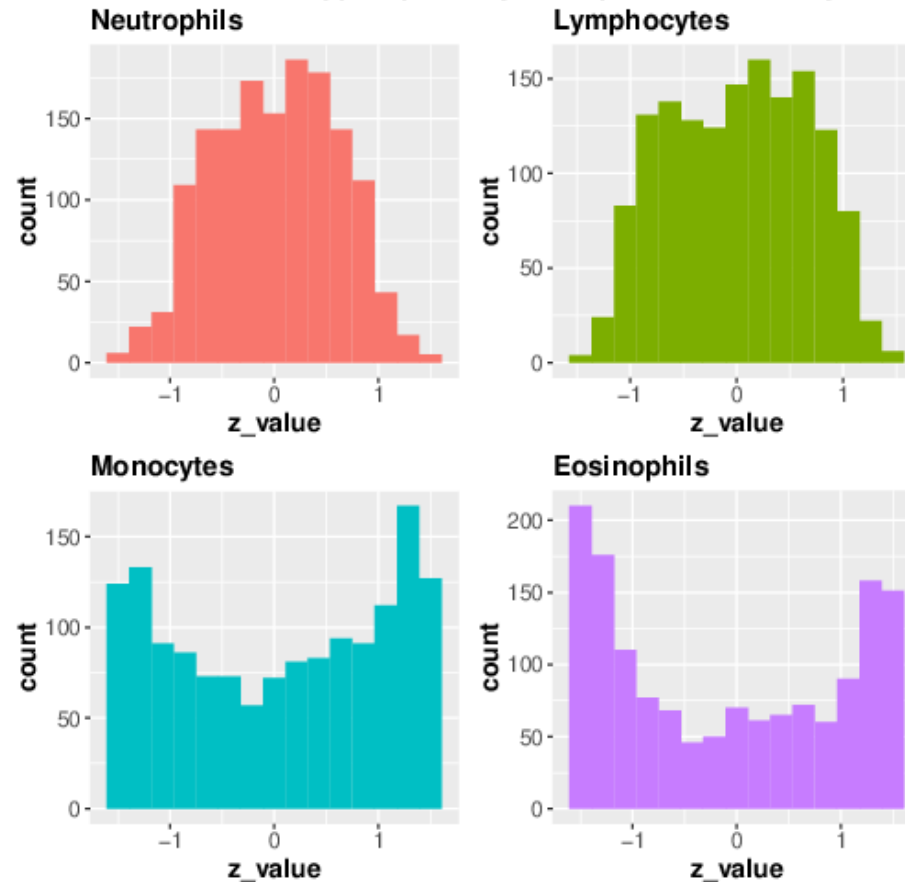 Neutrophils
150
100
50
0
count
−1 0 1
z_value
Lymphocytes
150
100
50
0
count
−1 0 1
z_value
Monocytes
150
100
50
0
count
−1 0 1
z_value
Eosinophils
200
150
100
50
0
count
−1 0 1
z_value